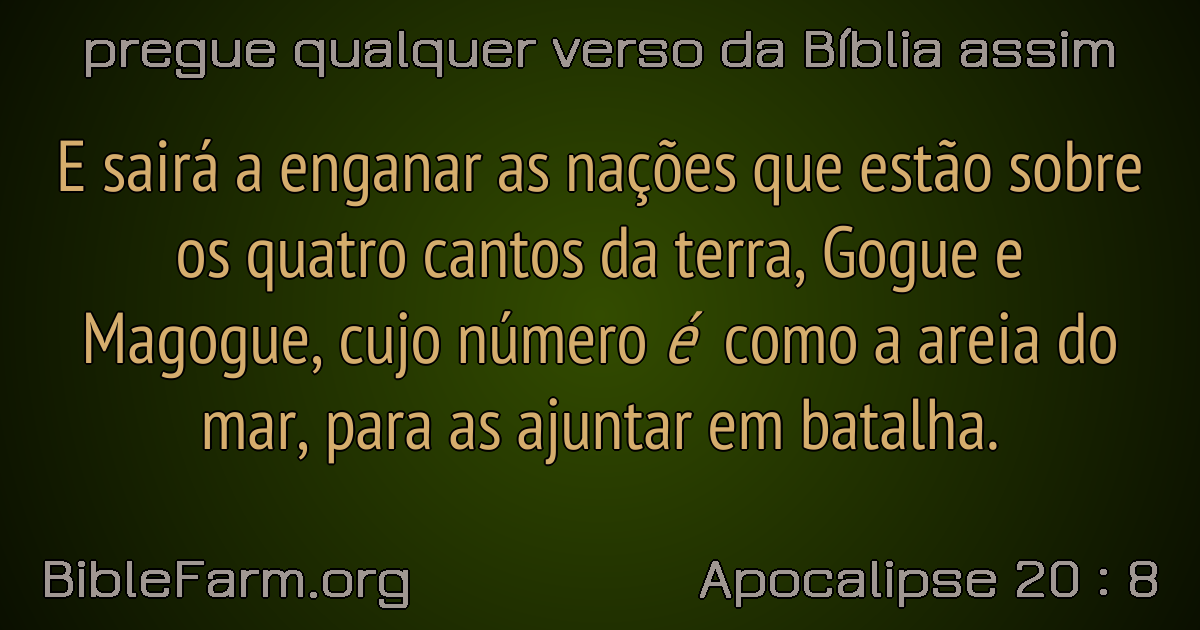 pregue qualquer verso da Bíblia assim
E sairá a enganar as nações que estão sobre
os quatro cantos da terra, Gogue e
Magogue, cujo número é como a areia do
mar, para as ajuntar em batalha.
BibleFarm.org
Apocalipse 20 : 8